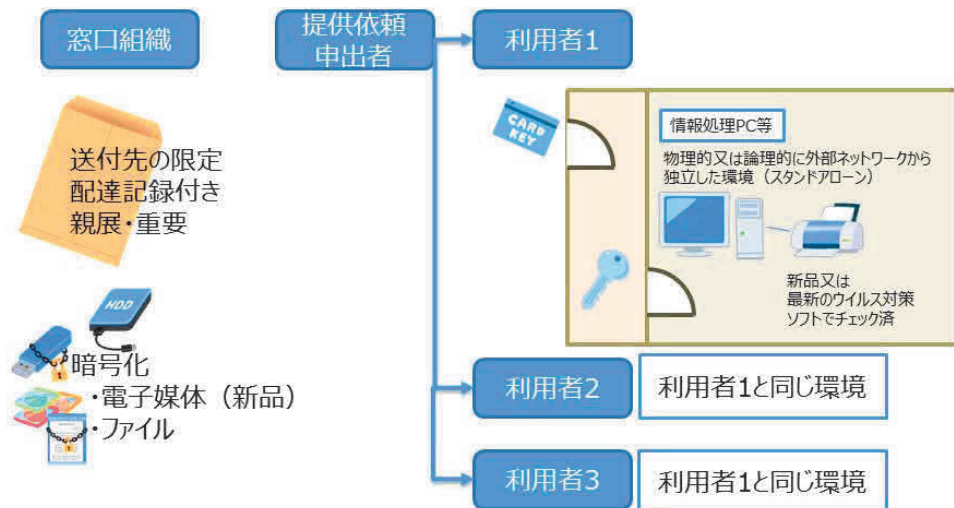 窓口組織
提供依頼
申出者
利用者1
送付先の限定
配達記録付き
親展・重要
CARD
KEY
情報処理PC等
物理的又は論理的に外部ネットワークから
独立した環境（スタンドアローン）
新品又は
最新のウイルス対策
ソフトでチェック済
HDD
暗号化
・電子媒体（新品）
・ファイル
利用者2
利用者1と同じ環境
利用者3
利用者1と同じ環境